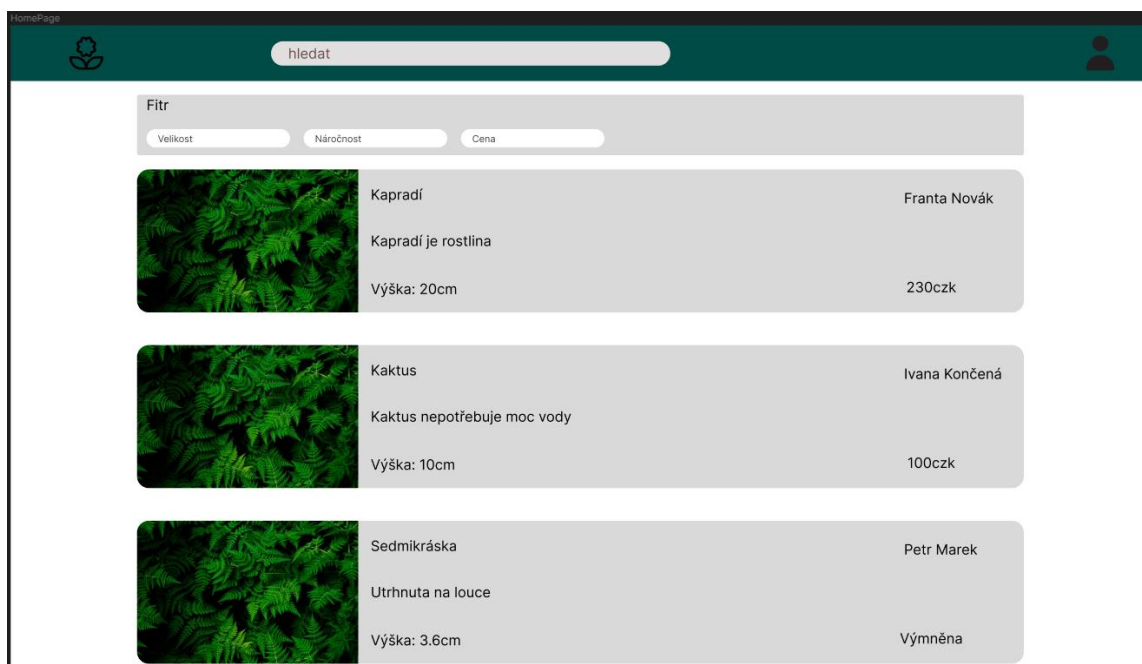 HomePage
hledat
Fitr
Velikost Náročnost Cena
Kapradí
Franta Novák
Kapradí je rostlina
Výška: 20cm
230czk
Kaktus
Ivana Končená
Kaktus nepotřebuje moc vody
Výška: 10cm
100czk
Sedmikráska
Petr Marek
Utrhnuta na louce
Výška: 3.6cm
Výmněna